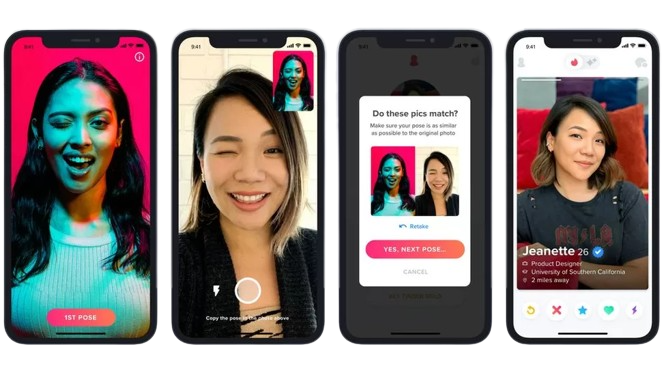 9:41
1ST POSE
9:41
Copy the pose in the photo above
Do these pics match?
Make sure your pose is as similar
as possible to the original photo
Retake
YES, NEXT POSE...
CANCEL
9:41
Jeanette 26
Product Designer
University of Southern California
2 miles away